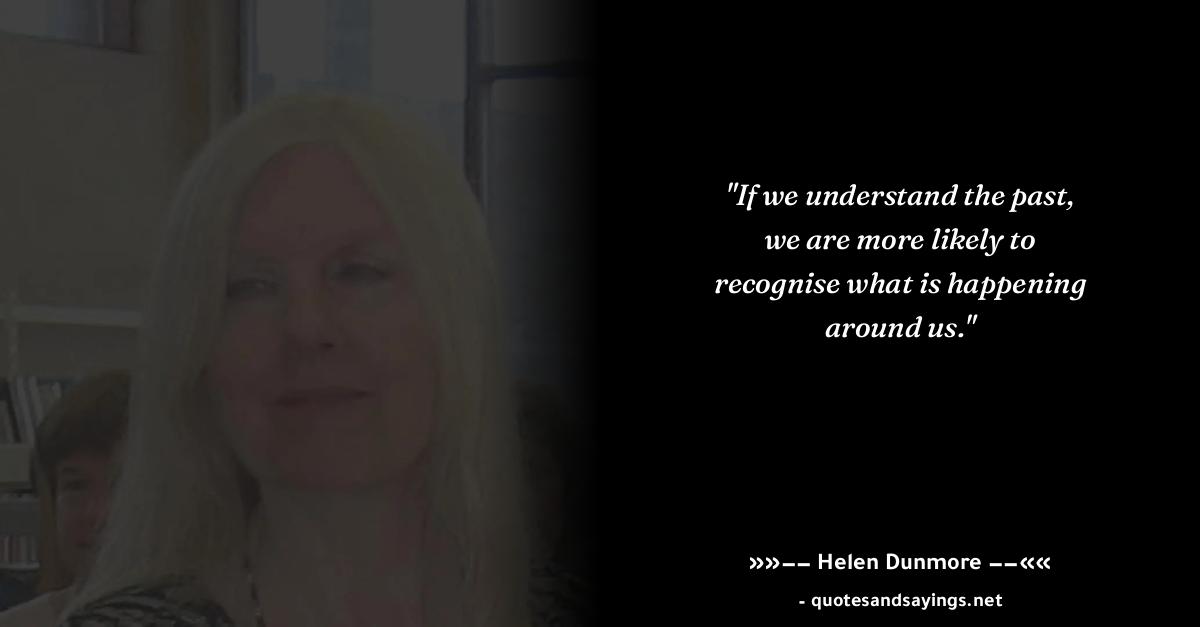 "If we understand the past,
we are more likely to
recognise what is happening
around us."
»»−− Helen Dunmore −−««
- quotesandsayings.net